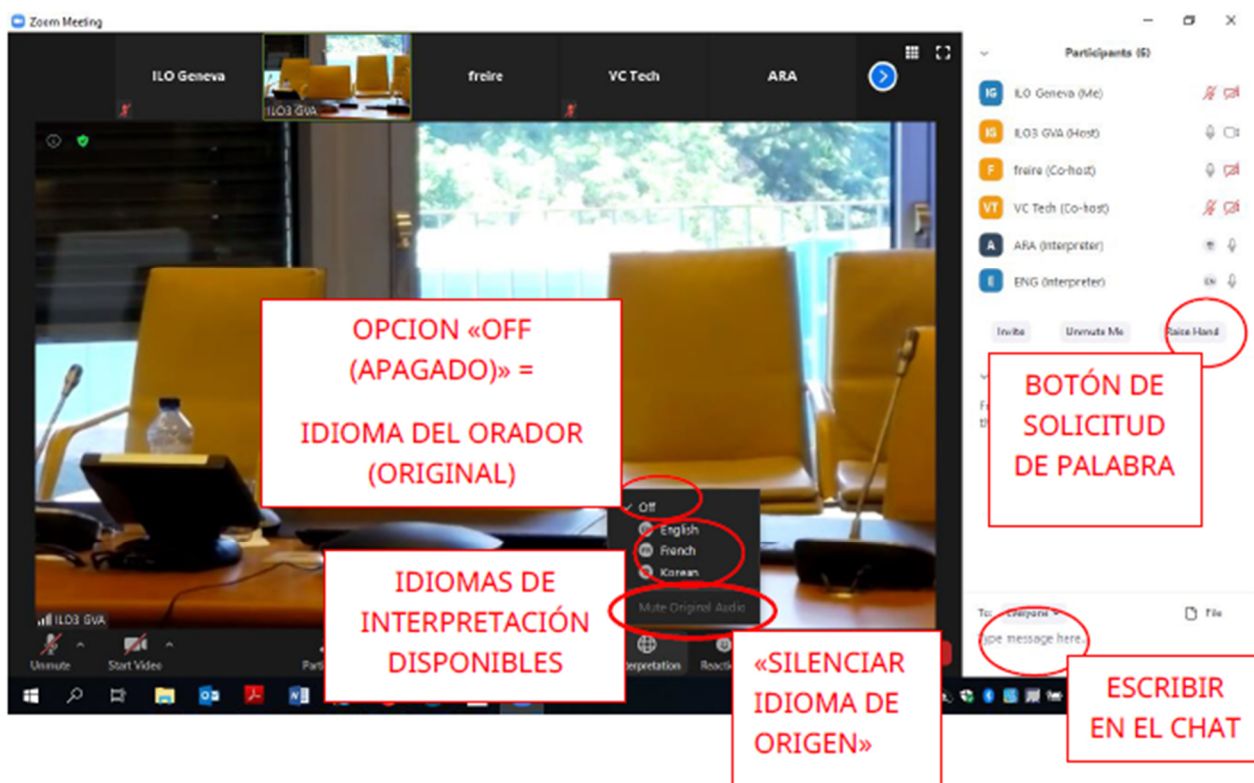 Zoom Meeting
Participants (6)
ILO Geneva
ILO3 GVA
freire
VC Tech
ARA
IG ILO Geneva (Me)
IG ILO3 GVA (Host)
F freire (Co-host)
VT VC Tech (Co-host)
A ARA (Interpreter)
E ENG (Interpreter)
EN
Invite
Unmute Me
Raise Hand
OPCION «OFF
(APAGADO)» =
IDIOMA DEL ORADOR
(ORIGINAL)
BOTÓN DE
SOLICITUD
DE PALABRA
Off
English
French
Korean
Mute Original Audio
IDIOMAS DE
INTERPRETACIÓN
DISPONIBLES
«SILENCIAR
IDIOMA DE
ORIGEN»
To: Everyone
File
Type message here...
ESCRIBIR
EN EL CHAT
ILO3 GVA
Unmute
Start Video